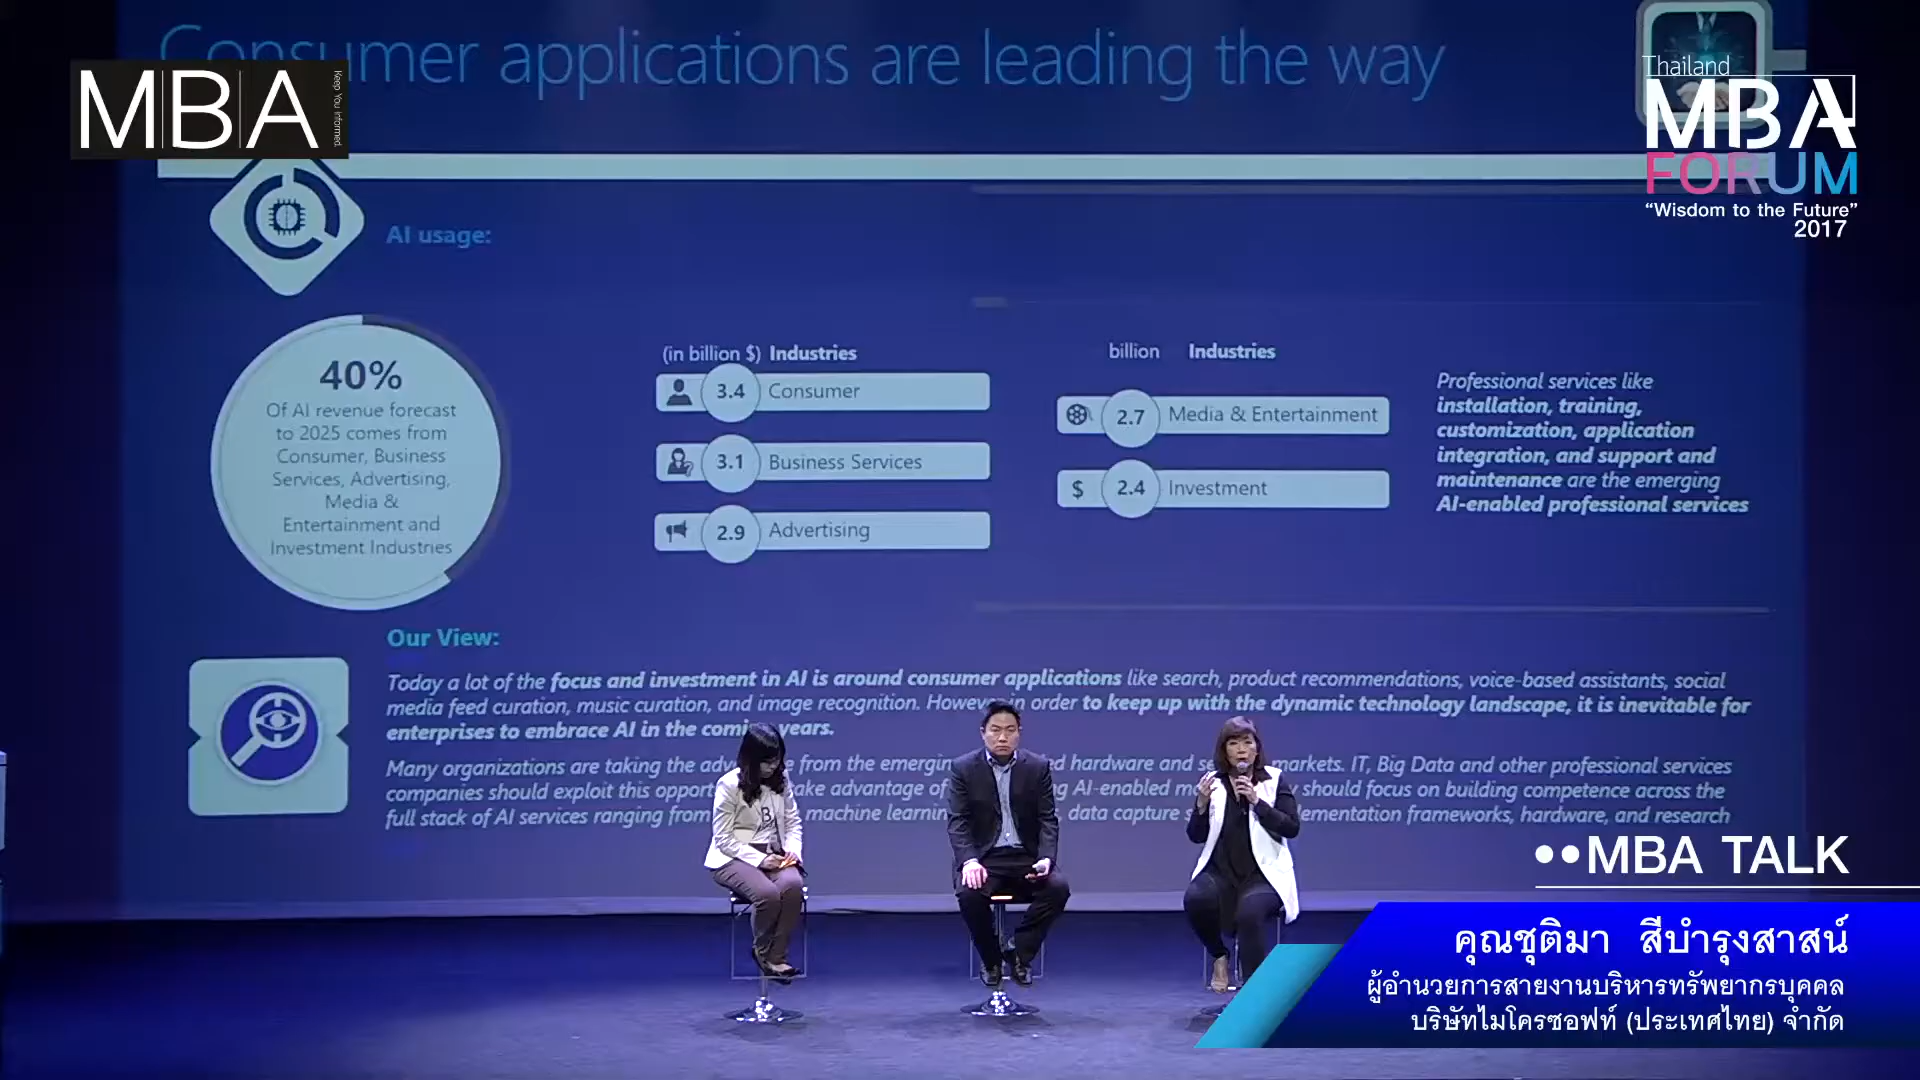 Consumer applications are leading the way
MBA
Keep You Informed.
Thailand
MBA
FORUM
“Wisdom to the Future”
2017
AI usage:
40%
Of AI revenue forecast
to 2025 comes from
Consumer, Business
Services, Advertising,
Media &
Entertainment and
Investment Industries
(in billion $) Industries
3.4 Consumer
3.1 Business Services
2.9 Advertising
billion Industries
2.7 Media & Entertainment
$ 2.4 Investment
Professional services like
installation, training,
customization, application
integration, and support and
maintenance are the emerging
AI-enabled professional services
Our View:
Today a lot of the focus and investment in AI is around consumer applications like search, product recommendations, voice-based assistants, social
media feed curation, music curation, and image recognition. However in order to keep up with the dynamic technology landscape, it is inevitable for
enterprises to embrace AI in the coming years.
Many organizations are taking the from the hardware and markets. IT, Big Data and other professional services
companies should exploit this advantage of AI-enabled should focus on building competence across the
full stack of AI services ranging from machine data capture frameworks, hardware, and research
••MBA TALK
คุณชุติมา สีบำรุงสาสน์
ผู้อำนวยการสายงานบริหารทรัพยากรบุคคล
บริษัทไมโครซอฟท์ (ประเทศไทย) จำกัด